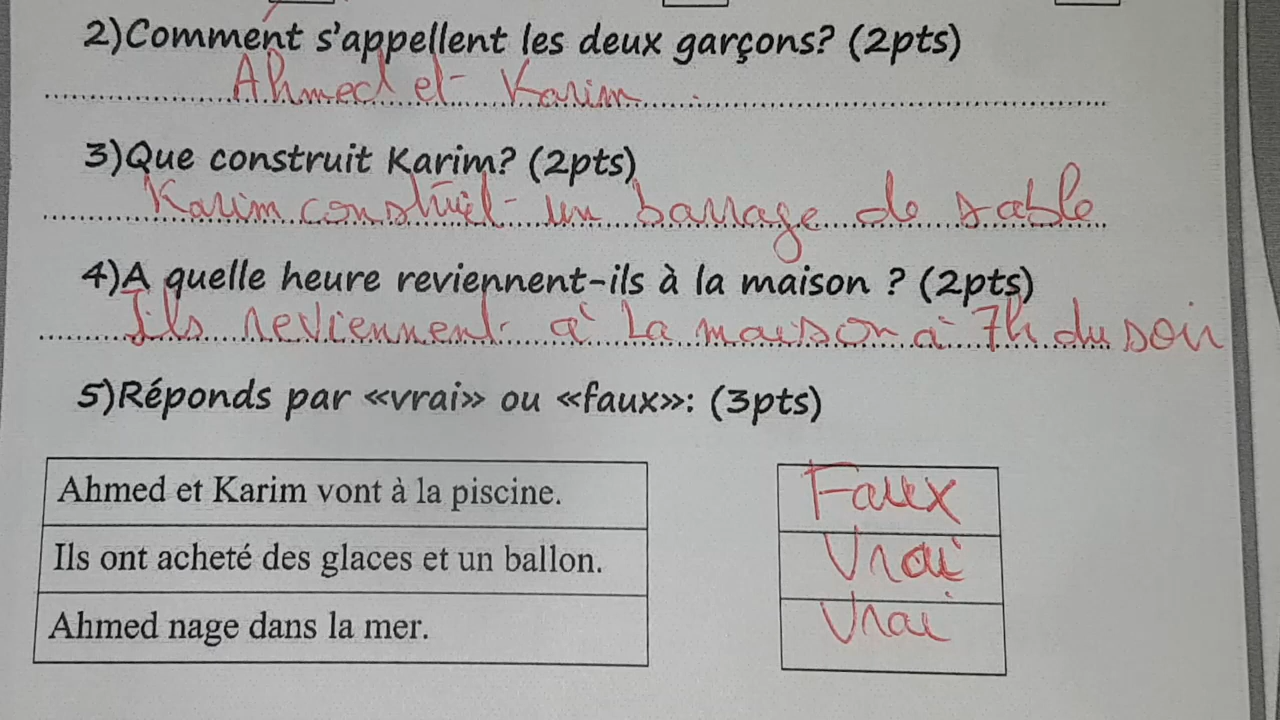 2)Comment s'appellent les deux garçons? (2pts)
Ahmed et Karim
3)Que construit Karim? (2pts)
Karim construit un barrage de sable
4)A quelle heure reviennent-ils à la maison ? (2pts)
Ils reviennent à la maison à 7h du soir
5)Réponds par «vrai» ou «faux»: (3pts)
Ahmed et Karim vont à la piscine. Faux
Ils ont acheté des glaces et un ballon. Vrai
Ahmed nage dans la mer. Vrai